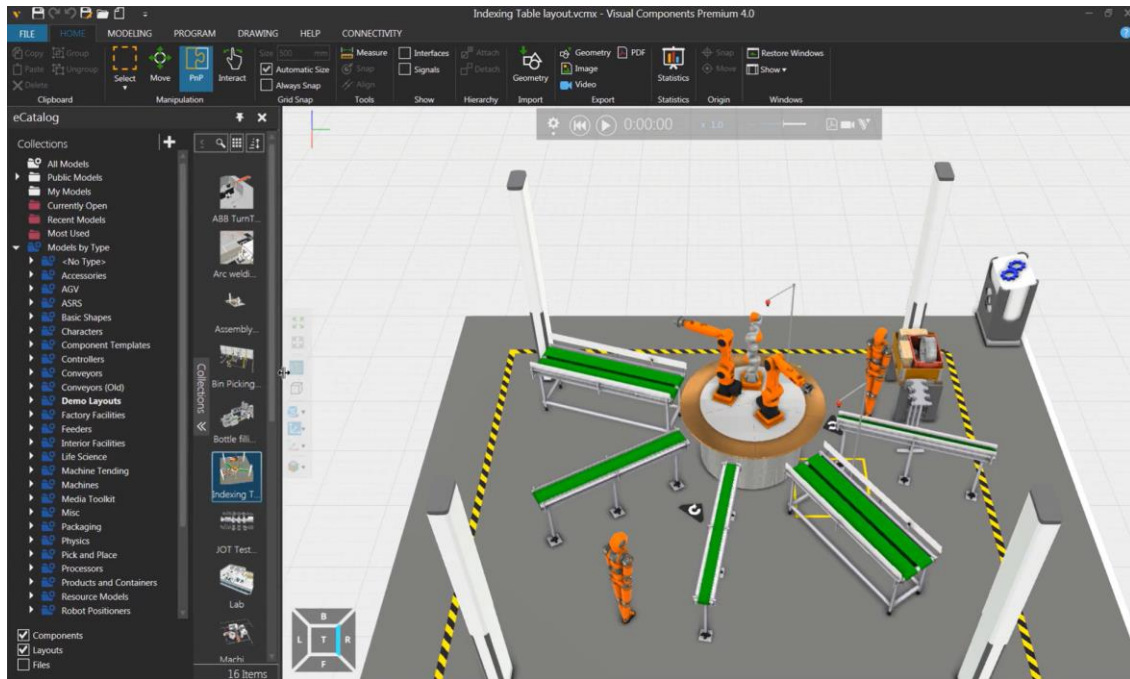 Indexing Table layout.vcmx - Visual Components Premium 4.0
FILE HOME MODELING PROGRAM DRAWING HELP CONNECTIVITY
Copy Group
Paste Ungroup
Delete
Clipboard
Select Move PnP Interact
Manipulation
Size 500 mm
Automatic Size
Always Snap
Grid Snap
Measure
Snap
Align
Tools
Interfaces
Signals
Show
Attach
Detach
Hierarchy
Geometry
Import
Geometry PDF
Image
Video
Export
Statistics
Statistics
Snap
Move
Origin
Restore Windows
Show
Windows
eCatalog
Collections
All Models
Public Models
My Models
Currently Open
Recent Models
Most Used
Models by Type
<No Type>
Accessories
AGV
ASRS
Basic Shapes
Characters
Component Templates
Controllers
Conveyors
Conveyors (Old)
Demo Layouts
Factory Facilities
Feeders
Interior Facilities
Life Science
Machine Tending
Machines
Media Toolkit
Misc
Packaging
Physics
Pick and Place
Processors
Products and Containers
Resource Models
Robot Positioners
Components
Layouts
Files
Collections
ABB TurnT...
Arc weldi...
Assembly...
Bin Picking...
Bottle filli...
Indexing T...
JOT Test...
Lab
Machi
16 Items
0:00:00 x 1.0
B
L T R
F